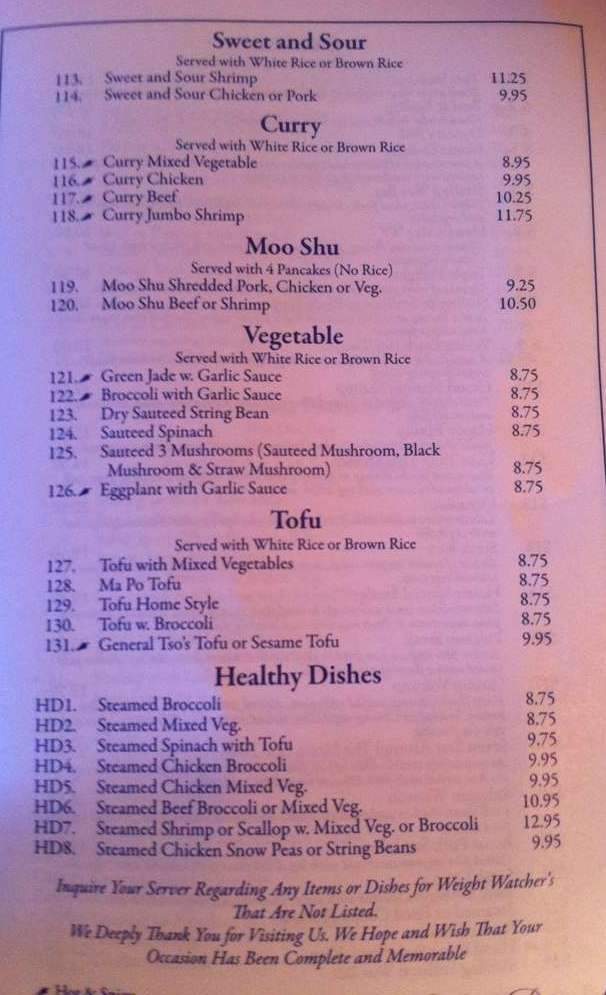 Sweet and Sour
Served with White Rice or Brown Rice
113. Sweet and Sour Shrimp 11.25
114. Sweet and Sour Chicken or Pork 9.95
Curry
Served with White Rice or Brown Rice
115. Curry Mixed Vegetable 8.95
116. Curry Chicken 9.95
117. Curry Beef 10.25
118. Curry Jumbo Shrimp 11.75
Moo Shu
Served with 4 Pancakes (No Rice)
119. Moo Shu Shredded Pork, Chicken or Veg. 9.25
120. Moo Shu Beef or Shrimp 10.50
Vegetable
Served with White Rice or Brown Rice
121. Green Jade w. Garlic Sauce 8.75
122. Broccoli with Garlic Sauce 8.75
123. Dry Sauteed String Bean 8.75
124. Sauteed Spinach 8.75
125. Sauteed 3 Mushrooms (Sauteed Mushroom, Black
Mushroom & Straw Mushroom) 8.75
126. Eggplant with Garlic Sauce 8.75
Tofu
Served with White Rice or Brown Rice
127. Tofu with Mixed Vegetables 8.75
128. Ma Po Tofu 8.75
129. Tofu Home Style 8.75
130. Tofu w. Broccoli 8.75
131. General Tso's Tofu or Sesame Tofu 9.95
Healthy Dishes
HD1. Steamed Broccoli 8.75
HD2. Steamed Mixed Veg. 8.75
HD3. Steamed Spinach with Tofu 9.75
HD4. Steamed Chicken Broccoli 9.95
HD5. Steamed Chicken Mixed Veg. 9.95
HD6. Steamed Beef Broccoli or Mixed Veg. 10.95
HD7. Steamed Shrimp or Scallop w. Mixed Veg. or Broccoli 12.95
HD8. Steamed Chicken Snow Peas or String Beans 9.95
Inquire Your Server Regarding Any Items or Dishes for Weight Watcher's
That Are Not Listed.
We Deeply Thank You for Visiting Us. We Hope and Wish That Your
Occasion Has Been Complete and Memorable
Hot & Spicy